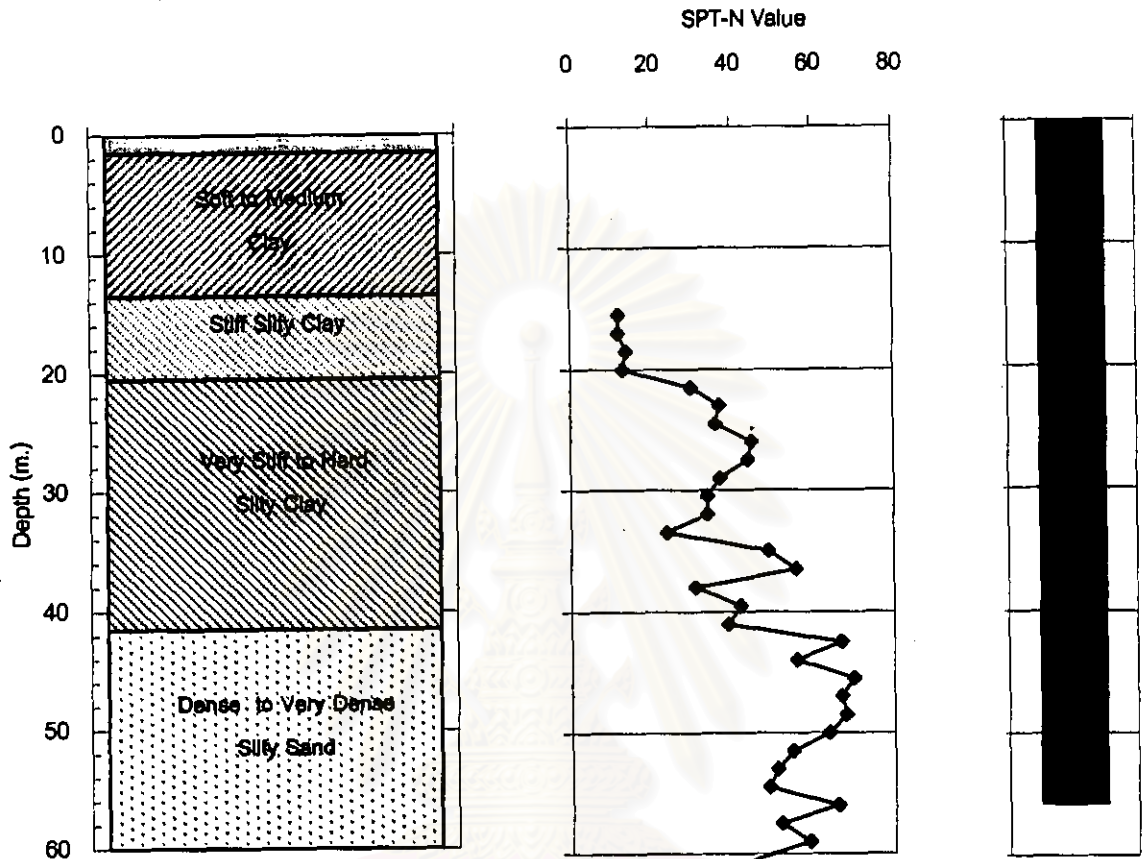 SPT-N Value
0 20 40 60 80
0
10
20
30
40
50
60
Depth (m.)
Soft to Medium
Clay
Stiff Silty Clay
Very Stiff to Hard
Silty Clay
Dense to Very Dense
Silty Sand